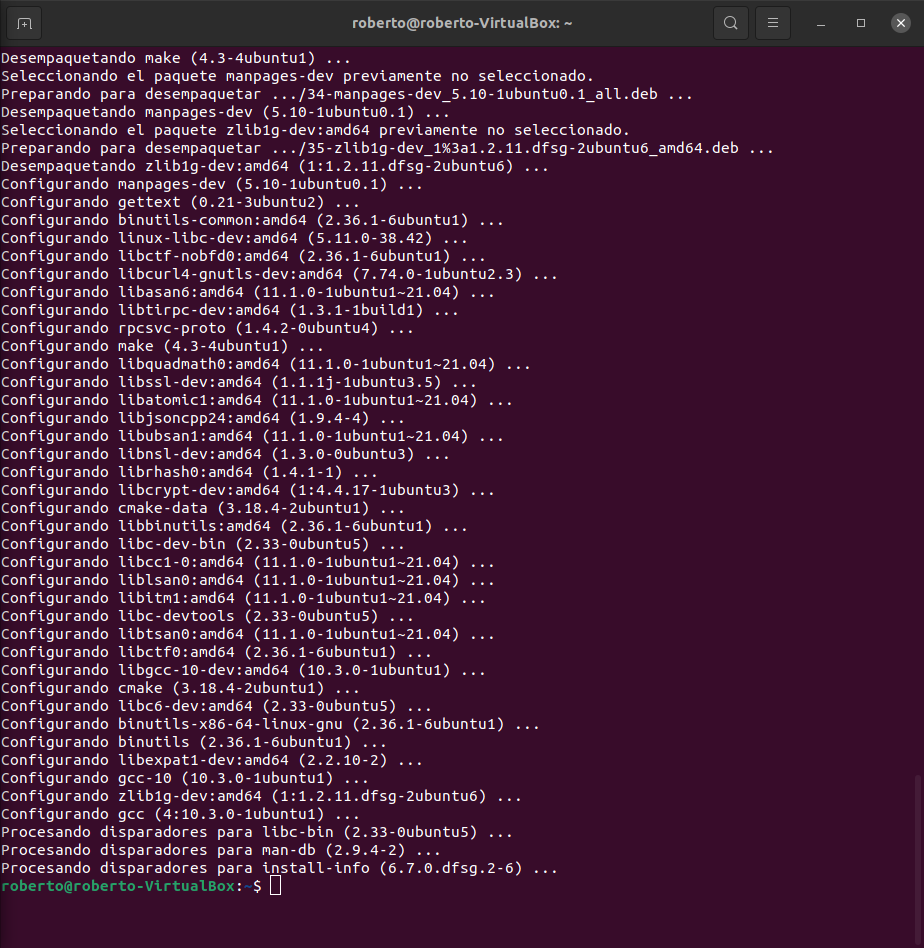 roberto@roberto-VirtualBox: ~
Desempaquetando make (4.3-4ubuntu1) ...
Seleccionando el paquete manpages-dev previamente no seleccionado.
Preparando para desempaquetar .../34-manpages-dev_5.10-1ubuntu0.1_all.deb ...
Desempaquetando manpages-dev (5.10-1ubuntu0.1) ...
Seleccionando el paquete zlib1g-dev:amd64 previamente no seleccionado.
Preparando para desempaquetar .../35-zlib1g-dev_1%3a1.2.11.dfsg-2ubuntu6_amd64.deb ...
Desempaquetando zlib1g-dev:amd64 (1:1.2.11.dfsg-2ubuntu6) ...
Configurando manpages-dev (5.10-1ubuntu0.1) ...
Configurando gettext (0.21-3ubuntu2) ...
Configurando binutils-common:amd64 (2.36.1-6ubuntu1) ...
Configurando linux-libc-dev:amd64 (5.11.0-38.42) ...
Configurando libctf-nobfd0:amd64 (2.36.1-6ubuntu1) ...
Configurando libcurl4-gnutls-dev:amd64 (7.74.0-1ubuntu2.3) ...
Configurando libasan6:amd64 (11.1.0-1ubuntu1~21.04) ...
Configurando libtirpc-dev:amd64 (1.3.1-1build1) ...
Configurando rpcsvc-proto (1.4.2-0ubuntu4) ...
Configurando make (4.3-4ubuntu1) ...
Configurando libquadmath0:amd64 (11.1.0-1ubuntu1~21.04) ...
Configurando libssl-dev:amd64 (1.1.1j-1ubuntu3.5) ...
Configurando libatomic1:amd64 (11.1.0-1ubuntu1~21.04) ...
Configurando libjsoncpp24:amd64 (1.9.4-4) ...
Configurando libubsan1:amd64 (11.1.0-1ubuntu1~21.04) ...
Configurando libnsl-dev:amd64 (1.3.0-0ubuntu3) ...
Configurando librhash0:amd64 (1.4.1-1) ...
Configurando libcrypt-dev:amd64 (1:4.4.17-1ubuntu3) ...
Configurando cmake-data (3.18.4-2ubuntu1) ...
Configurando libbinutils:amd64 (2.36.1-6ubuntu1) ...
Configurando libc-dev-bin (2.33-0ubuntu5) ...
Configurando libcc1-0:amd64 (11.1.0-1ubuntu1~21.04) ...
Configurando liblsan0:amd64 (11.1.0-1ubuntu1~21.04) ...
Configurando libitm1:amd64 (11.1.0-1ubuntu1~21.04) ...
Configurando libc-devtools (2.33-0ubuntu5) ...
Configurando libtsan0:amd64 (11.1.0-1ubuntu1~21.04) ...
Configurando libctf0:amd64 (2.36.1-6ubuntu1) ...
Configurando libgcc-10-dev:amd64 (10.3.0-1ubuntu1) ...
Configurando cmake (3.18.4-2ubuntu1) ...
Configurando libc6-dev:amd64 (2.33-0ubuntu5) ...
Configurando binutils-x86-64-linux-gnu (2.36.1-6ubuntu1) ...
Configurando binutils (2.36.1-6ubuntu1) ...
Configurando libexpat1-dev:amd64 (2.2.10-2) ...
Configurando gcc-10 (10.3.0-1ubuntu1) ...
Configurando zlib1g-dev:amd64 (1:1.2.11.dfsg-2ubuntu6) ...
Configurando gcc (4:10.3.0-1ubuntu1) ...
Procesando disparadores para libc-bin (2.33-0ubuntu5) ...
Procesando disparadores para man-db (2.9.4-2) ...
Procesando disparadores para install-info (6.7.0.dfsg.2-6) ...
roberto@roberto-VirtualBox:~$